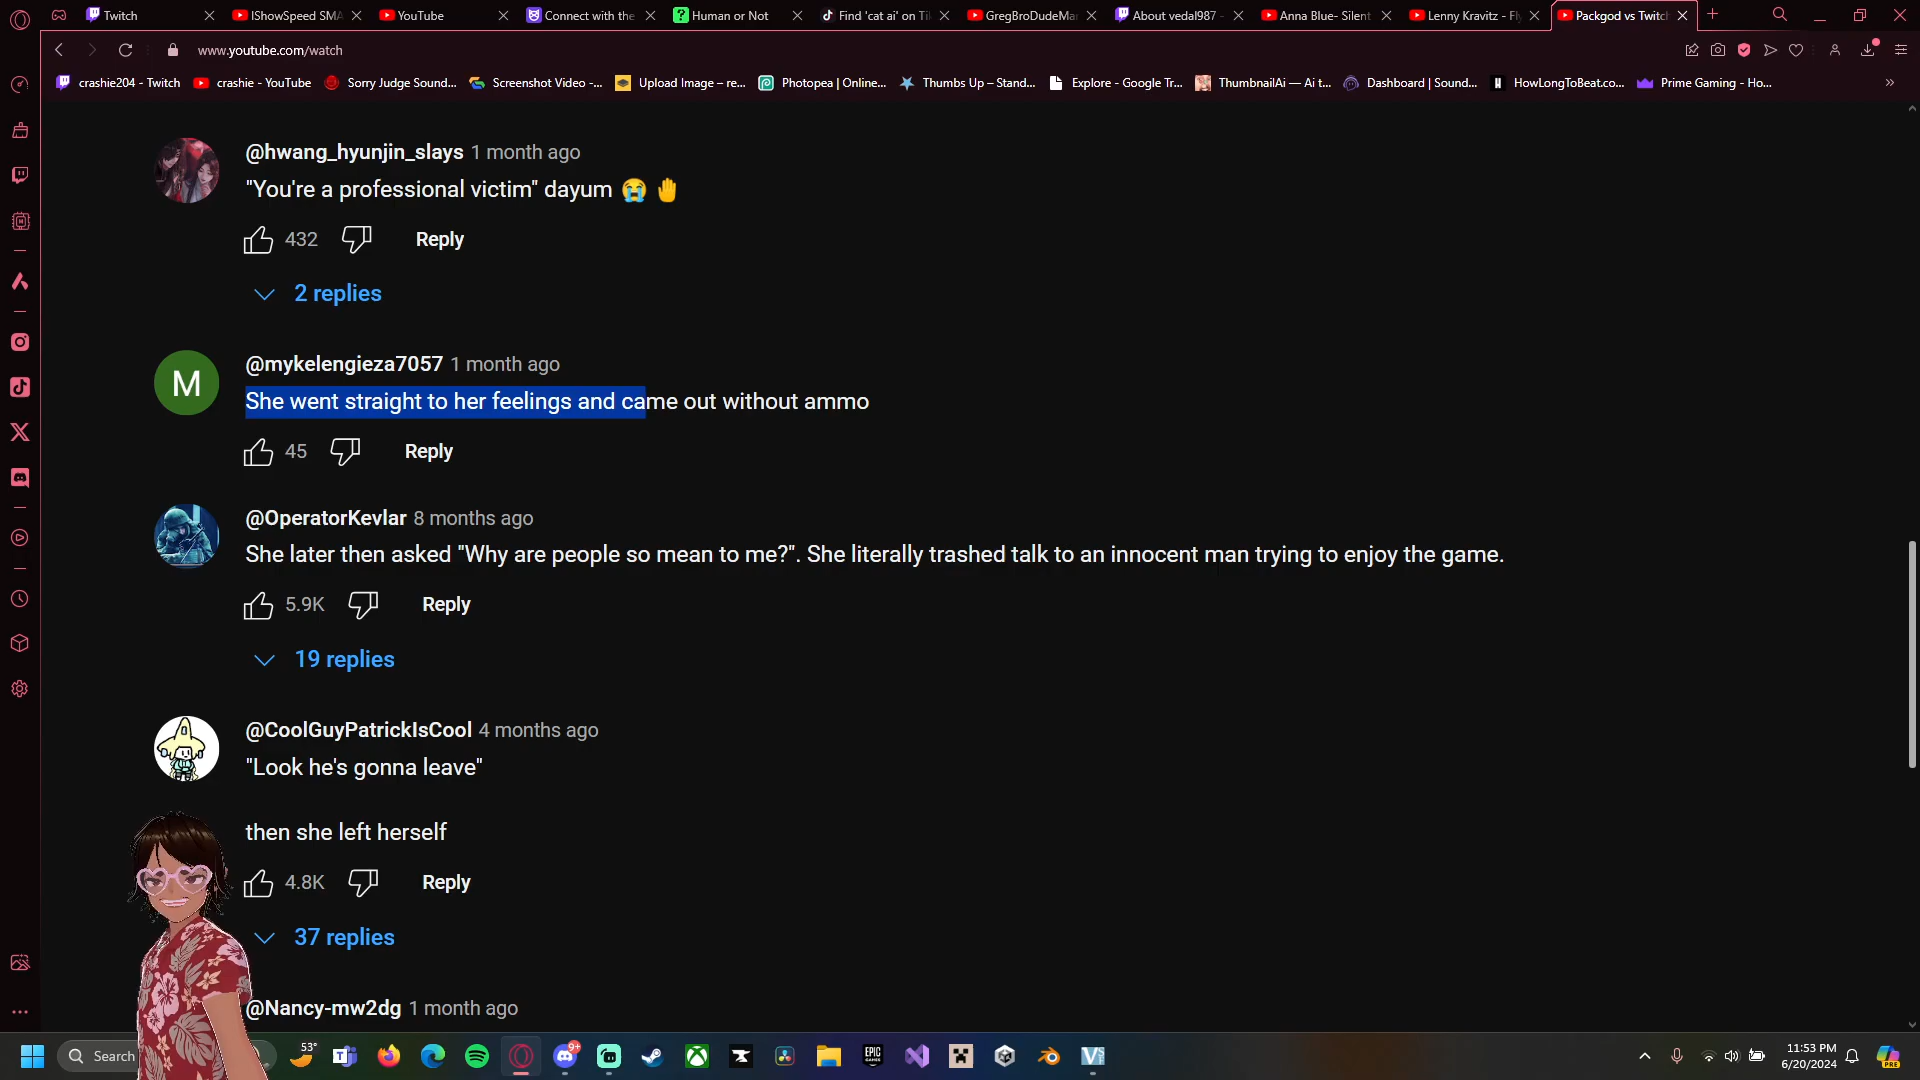 Twitch
IShowSpeed SMA
YouTube
Connect with the
Human or Not
Find 'cat ai' on Ti
GregBroDudeMa
About vedal987 -
Anna Blue- Silent
Lenny Kravitz - Fl
Packgod vs Twitc
www.youtube.com/watch
crashie204 - Twitch
crashie - YouTube
Sorry Judge Sound...
Screenshot Video -...
Upload Image – re...
Photopea | Online...
Thumbs Up – Stand...
Explore - Google Tr...
ThumbnailAi — Ai t...
Dashboard | Sound...
HowLongToBeat.co...
Prime Gaming - Ho...
@hwang_hyunjin_slays 1 month ago
"You're a professional victim" dayum 😭 🤚
432 Reply
2 replies
M
@mykelengieza7057 1 month ago
She went straight to her feelings and came out without ammo
45 Reply
@OperatorKevlar 8 months ago
She later then asked "Why are people so mean to me?". She literally trashed talk to an innocent man trying to enjoy the game.
5.9K Reply
19 replies
@CoolGuyPatrickIsCool 4 months ago
"Look he's gonna leave"
then she left herself
4.8K Reply
37 replies
@Nancy-mw2dg 1 month ago
Search
53°
9+
EPIC GAMES
11:53 PM
6/20/2024
PRE